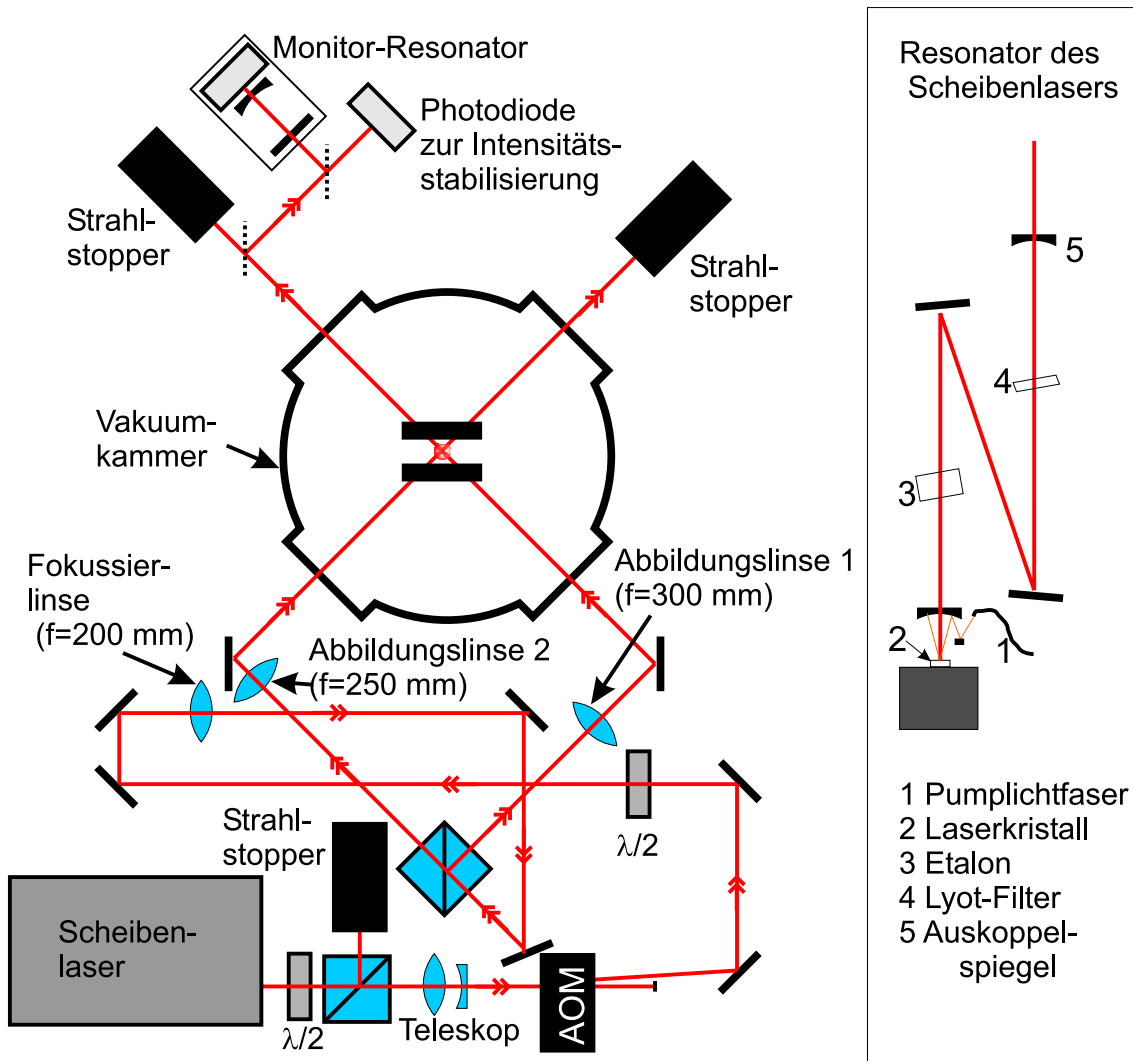 Monitor-Resonator
Photodiode
zur Intensitäts-
stabilisierung
Strahl-
stopper
Strahl-
stopper
Vakuum-
kammer
Fokussier-
linse
(f=200 mm)
Abbildungslinse 1
(f=300 mm)
Abbildungslinse 2
(f=250 mm)
Strahl-
stopper
λ/2
Scheiben-
laser
λ/2
Teleskop
AOM
Resonator des
Scheibenlasers
5
4
3
2
1
1 Pumplichtfaser
2 Laserkristall
3 Etalon
4 Lyot-Filter
5 Auskoppel-
spiegel